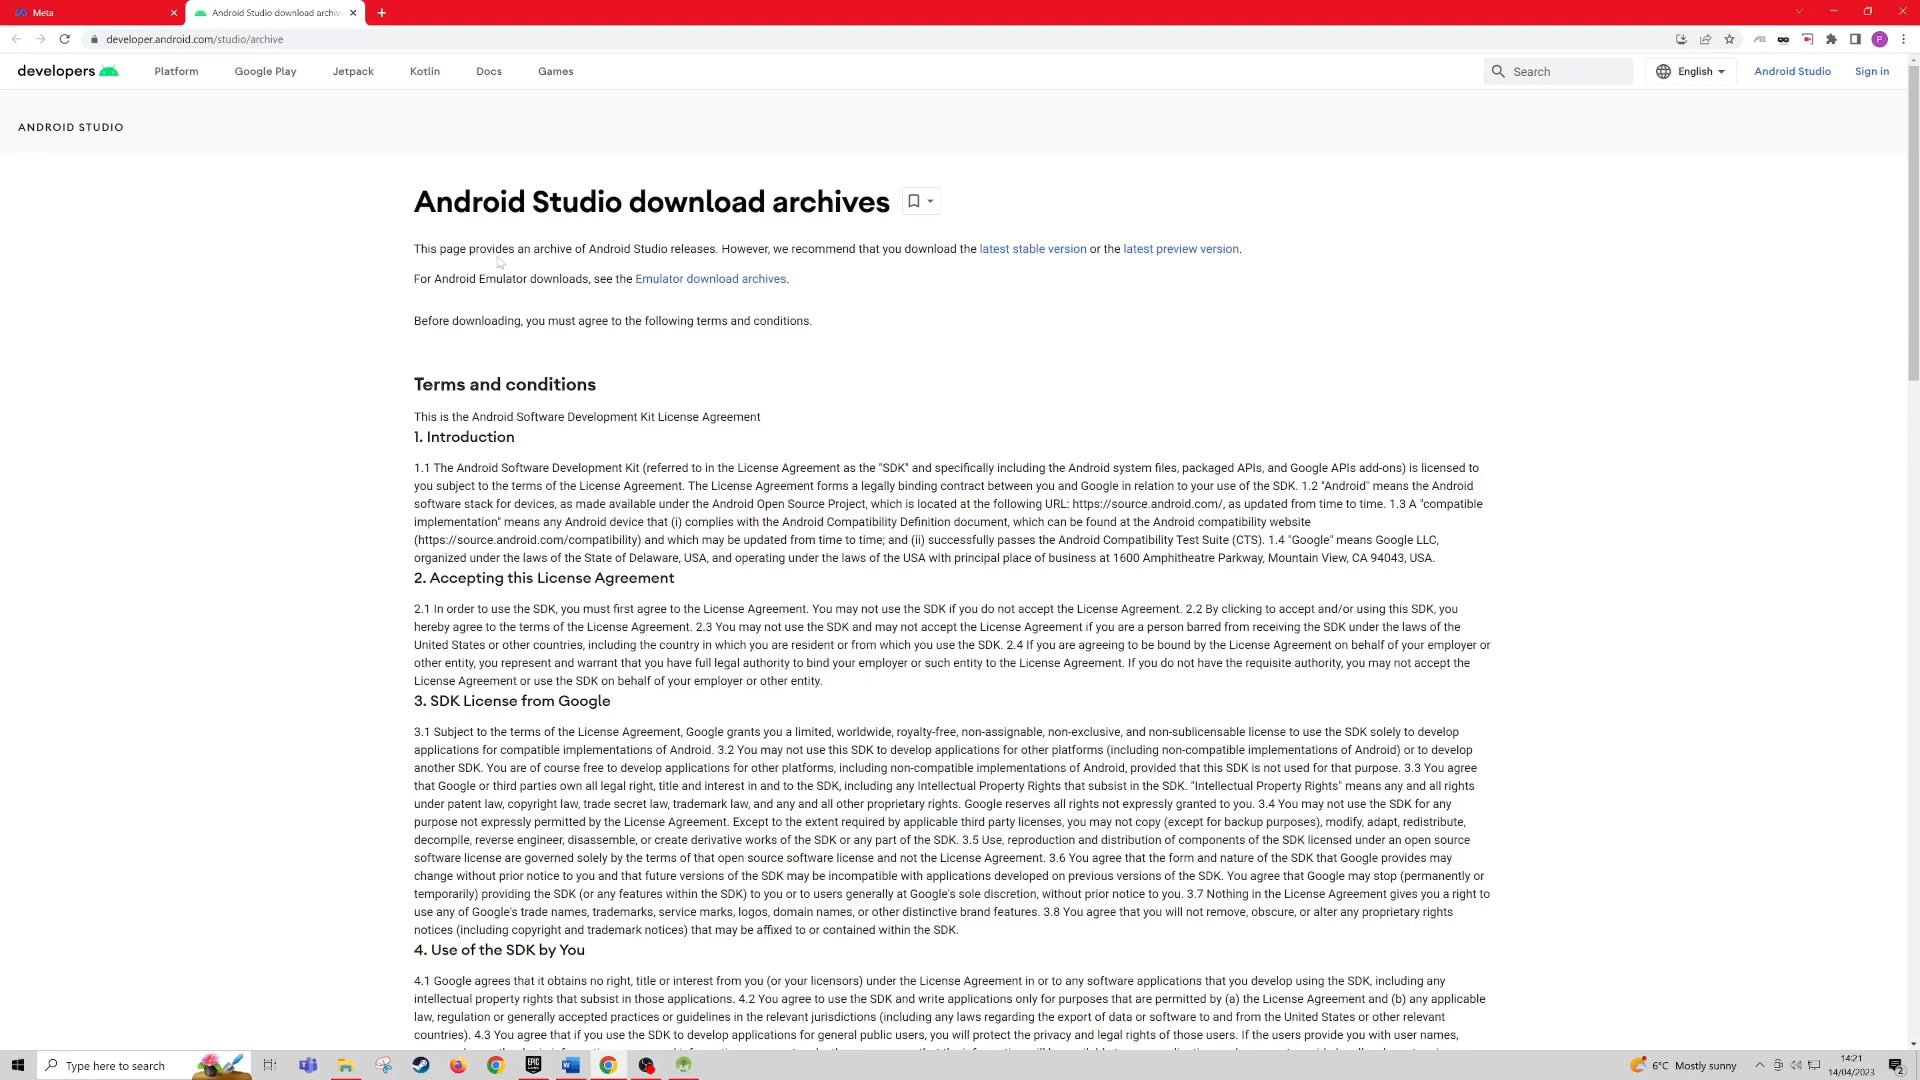 Meta
Android Studio download archiv
developer.android.com/studio/archive
developers
Platform
Google Play
Jetpack
Kotlin
Docs
Games
Search
English
Android Studio
Sign in
ANDROID STUDIO
Android Studio download archives
This page provides an archive of Android Studio releases. However, we recommend that you download the latest stable version or the latest preview version.
For Android Emulator downloads, see the Emulator download archives.
Before downloading, you must agree to the following terms and conditions.
Terms and conditions
This is the Android Software Development Kit License Agreement
1. Introduction
1.1 The Android Software Development Kit (referred to in the License Agreement as the "SDK" and specifically including the Android system files, packaged APIs, and Google APIs add-ons) is licensed to
you subject to the terms of the License Agreement. The License Agreement forms a legally binding contract between you and Google in relation to your use of the SDK. 1.2 "Android" means the Android
software stack for devices, as made available under the Android Open Source Project, which is located at the following URL: https://source.android.com/, as updated from time to time. 1.3 A "compatible
implementation" means any Android device that (i) complies with the Android Compatibility Definition document, which can be found at the Android compatibility website
(https://source.android.com/compatibility) and which may be updated from time to time; and (ii) successfully passes the Android Compatibility Test Suite (CTS). 1.4 "Google" means Google LLC,
organized under the laws of the State of Delaware, USA, and operating under the laws of the USA with principal place of business at 1600 Amphitheatre Parkway, Mountain View, CA 94043, USA.
2. Accepting this License Agreement
2.1 In order to use the SDK, you must first agree to the License Agreement. You may not use the SDK if you do not accept the License Agreement. 2.2 By clicking to accept and/or using this SDK, you
hereby agree to the terms of the License Agreement. 2.3 You may not use the SDK and may not accept the License Agreement if you are a person barred from receiving the SDK under the laws of the
United States or other countries, including the country in which you are resident or from which you use the SDK. 2.4 If you are agreeing to be bound by the License Agreement on behalf of your employer or
other entity, you represent and warrant that you have full legal authority to bind your employer or such entity to the License Agreement. If you do not have the requisite authority, you may not accept the
License Agreement or use the SDK on behalf of your employer or other entity.
3. SDK License from Google
3.1 Subject to the terms of the License Agreement, Google grants you a limited, worldwide, royalty-free, non-assignable, non-exclusive, and non-sublicensable license to use the SDK solely to develop
applications for compatible implementations of Android. 3.2 You may not use this SDK to develop applications for other platforms (including non-compatible implementations of Android) or to develop
another SDK. You are of course free to develop applications for other platforms, including non-compatible implementations of Android, provided that this SDK is not used for that purpose. 3.3 You agree
that Google or third parties own all legal right, title and interest in and to the SDK, including any Intellectual Property Rights that subsist in the SDK. "Intellectual Property Rights" means any and all rights
under patent law, copyright law, trade secret law, trademark law, and any and all other proprietary rights. Google reserves all rights not expressly granted to you. 3.4 You may not use the SDK for any
purpose not expressly permitted by the License Agreement. Except to the extent required by applicable third party licenses, you may not copy (except for backup purposes), modify, adapt, redistribute,
decompile, reverse engineer, disassemble, or create derivative works of the SDK or any part of the SDK. 3.5 Use, reproduction and distribution of components of the SDK licensed under an open source
software license are governed solely by the terms of that open source software license and not the License Agreement. 3.6 You agree that the form and nature of the SDK that Google provides may
change without prior notice to you and that future versions of the SDK may be incompatible with applications developed on previous versions of the SDK. You agree that Google may stop (permanently or
temporarily) providing the SDK (or any features within the SDK) to you or to users generally at Google's sole discretion, without prior notice to you. 3.7 Nothing in the License Agreement gives you a right to
use any of Google's trade names, trademarks, service marks, logos, domain names, or other distinctive brand features. 3.8 You agree that you will not remove, obscure, or alter any proprietary rights
notices (including copyright and trademark notices) that may be affixed to or contained within the SDK.
4. Use of the SDK by You
4.1 Google agrees that it obtains no right, title or interest from you (or your licensors) under the License Agreement in or to any software applications that you develop using the SDK, including any
intellectual property rights that subsist in those applications. 4.2 You agree to use the SDK and write applications only for purposes that are permitted by (a) the License Agreement and (b) any applicable
law, regulation or generally accepted practices or guidelines in the relevant jurisdictions (including any laws regarding the export of data or software to and from the United States or other relevant
countries). 4.3 You agree that if you use the SDK to develop applications for general public users, you will protect the privacy and legal rights of those users. If the users provide you with user names,
Type here to search
6°C Mostly sunny
14:21
14/04/2023